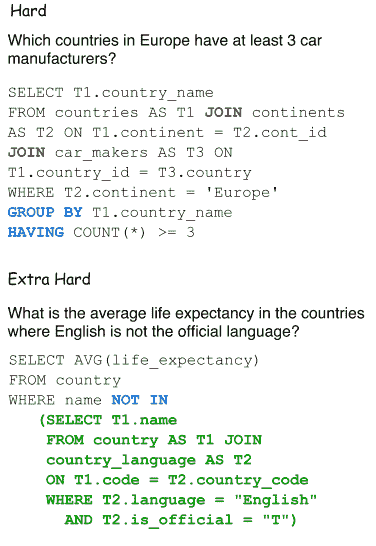 Hard
Which countries in Europe have at least 3 car
manufacturers?
SELECT T1.country_name
FROM countries AS T1 JOIN continents
AS T2 ON T1.continent = T2.cont_id
JOIN car_makers AS T3 ON
T1.country_id = T3.country
WHERE T2.continent = 'Europe'
GROUP BY T1.country_name
HAVING COUNT(*) >= 3
Extra Hard
What is the average life expectancy in the countries
where English is not the official language?
SELECT AVG(life_expectancy)
FROM country
WHERE name NOT IN
(SELECT T1.name
FROM country AS T1 JOIN
country_language AS T2
ON T1.code = T2.country_code
WHERE T2.language = "English"
AND T2.is_official = "T")